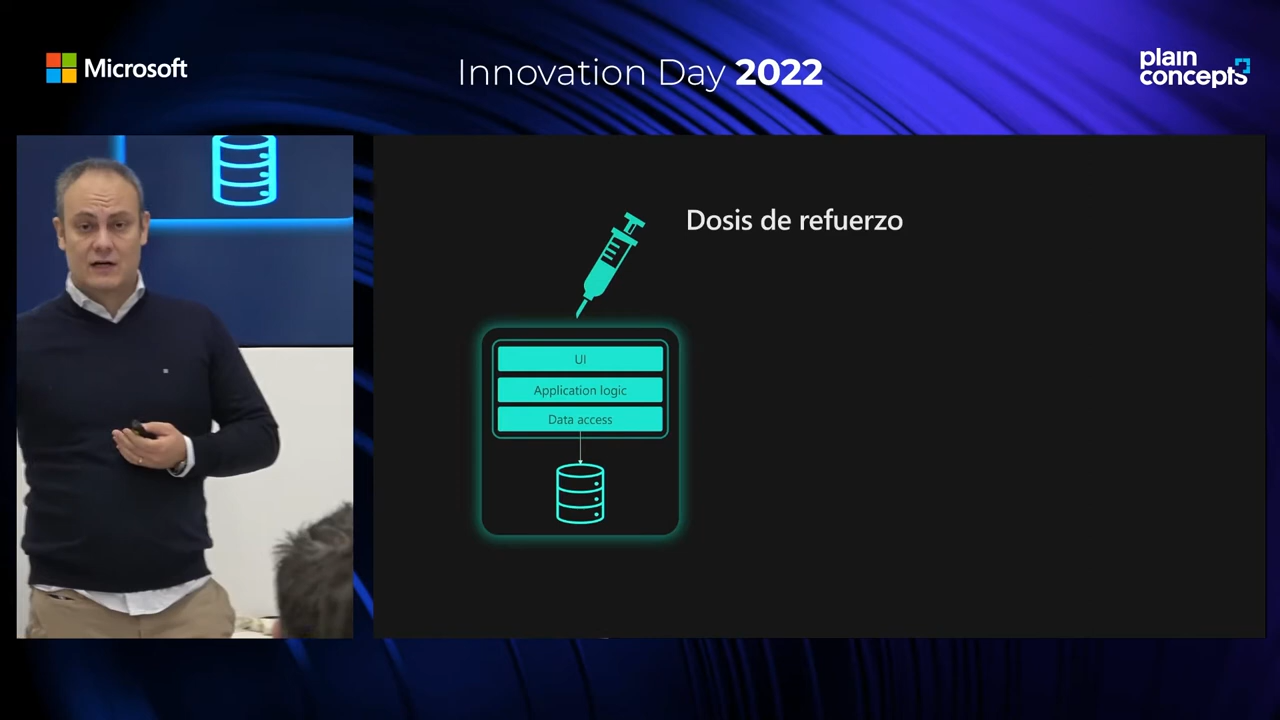 Microsoft
Innovation Day 2022
plain
concepts
Dosis de refuerzo
UI
Application logic
Data access